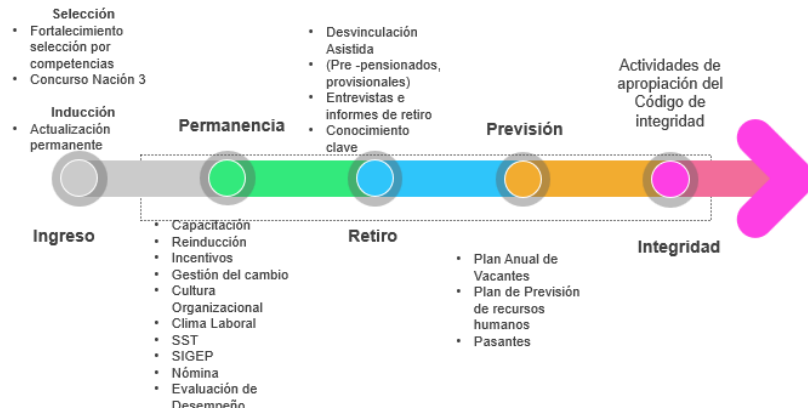 Selección
• Fortalecimiento
selección por
competencias
• Concurso Nación 3
Inducción
• Actualización
permanente
Ingreso
Permanencia
• Capacitación
• Reinducción
• Incentivos
• Gestión del cambio
• Cultura
Organizacional
• Clima Laboral
• SST
• SIGEP
• Nómina
• Evaluación de
Desempeño
• Desvinculación
Asistida
• (Pre -pensionados,
provisionales)
• Entrevistas e
informes de retiro
• Conocimiento
clave
Retiro
Previsión
• Plan Anual de
Vacantes
• Plan de Previsión
de recursos
humanos
• Pasantes
Actividades de
apropiación del
Código de
integridad
Integridad